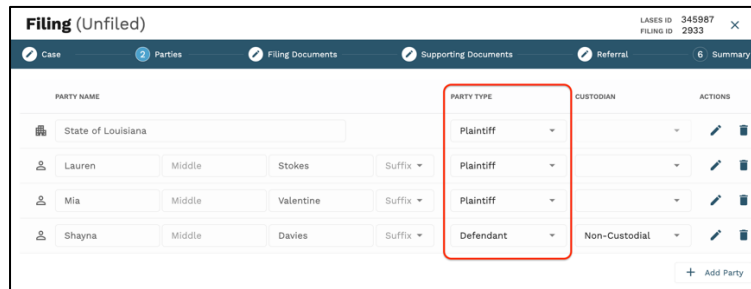 Filing (Unfiled)
LASES ID 345987
FILING ID 2933
Case
2 Parties
Filing Documents
Supporting Documents
Referral
6 Summary
PARTY NAME PARTY TYPE CUSTODIAN ACTIONS
State of Louisiana Plaintiff
Lauren Middle Stokes Suffix Plaintiff
Mia Middle Valentine Suffix Plaintiff
Shayna Middle Davies Suffix Defendant Non-Custodial
+ Add Party